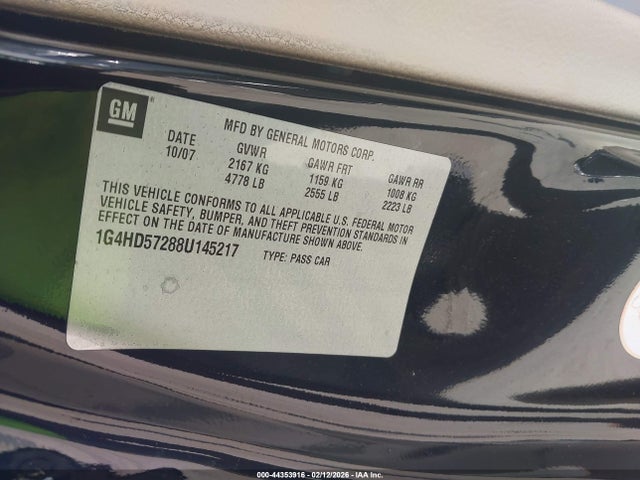 GM
MFD BY GENERAL MOTORS CORP.
DATE GVWR GAWR FRT GAWR RR
10/07 2167 KG 1159 KG 1008 KG
4778 LB 2555 LB 2223 LB
THIS VEHICLE CONFORMS TO ALL APPLICABLE U.S. FEDERAL MOTOR
VEHICLE SAFETY, BUMPER, AND THEFT PREVENTION STANDARDS IN
EFFECT ON THE DATE OF MANUFACTURE SHOWN ABOVE.
1G4HD57288U145217 TYPE: PASS CAR
000-44353916 - 02/12/2026 - IAA Inc.